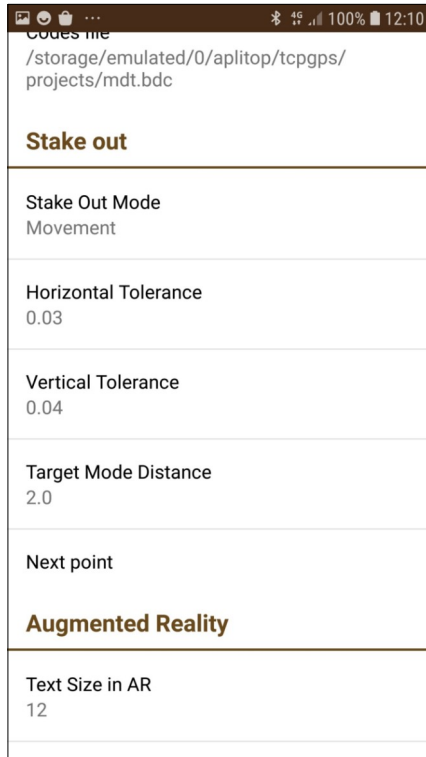 4G 100% 12:10
Codes file
/storage/emulated/0/aplitop/tcpgps/
projects/mdt.bdc
Stake out
Stake Out Mode
Movement
Horizontal Tolerance
0.03
Vertical Tolerance
0.04
Target Mode Distance
2.0
Next point
Augmented Reality
Text Size in AR
12